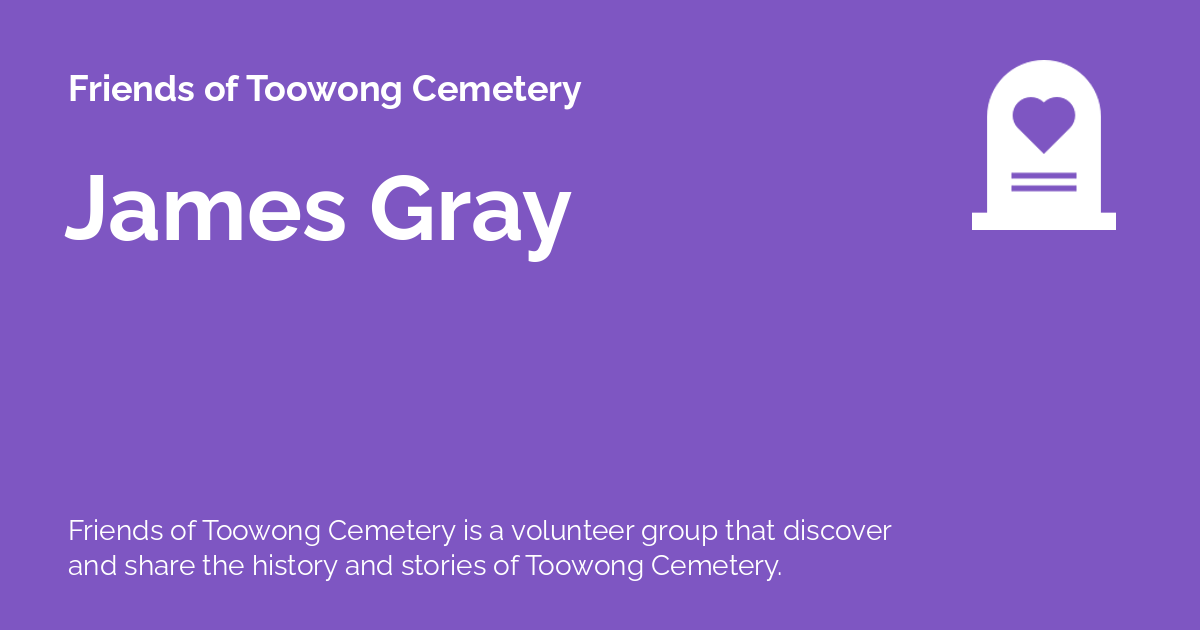 Friends of Toowong Cemetery
James Gray
Friends of Toowong Cemetery is a volunteer group that discover
and share the history and stories of Toowong Cemetery.